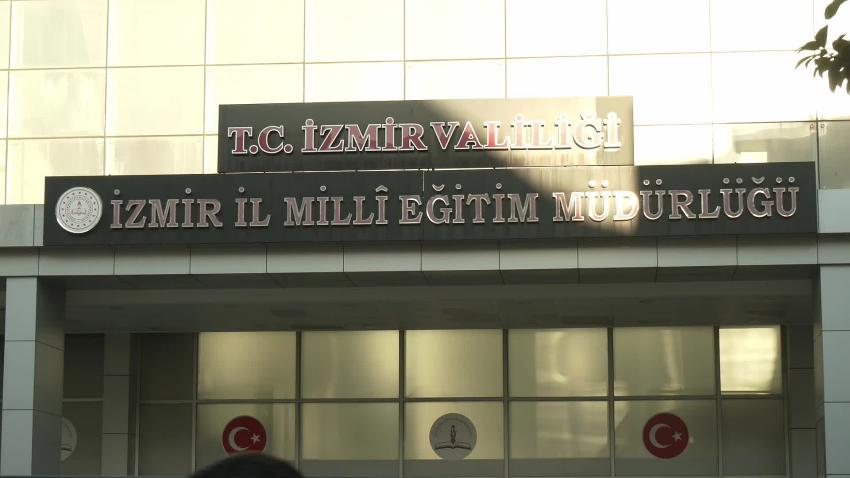 T.C. İZMİR VALİLİĞİ
İZMİR İL MİLLÎ EĞİTİM MÜDÜRLÜĞÜ